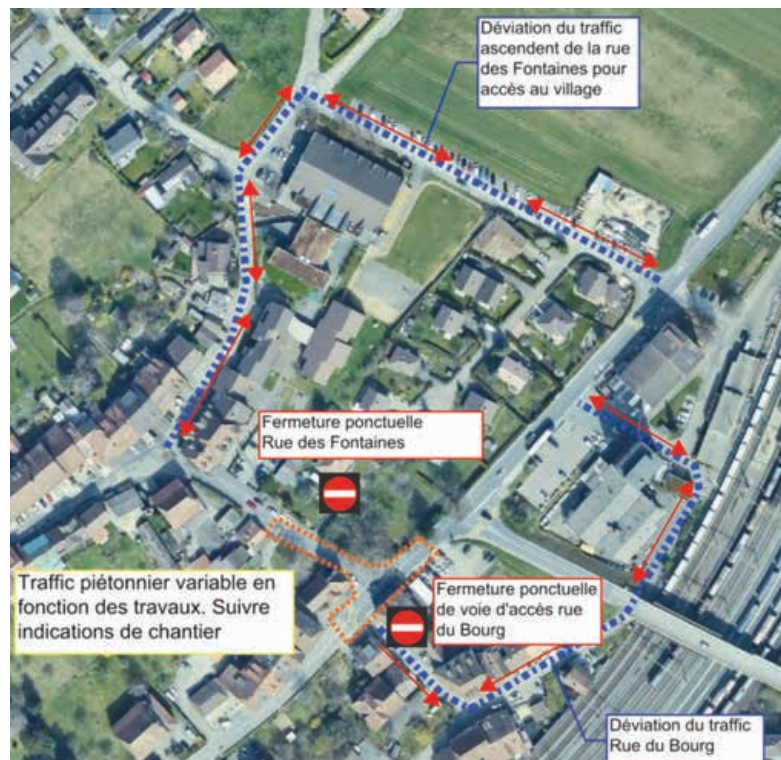 Déviation du traffic
ascendent de la rue
des Fontaines pour
accès au village
Fermeture ponctuelle
Rue des Fontaines
Traffic piétonnier variable en
fonction des travaux. Suivre
indications de chantier
Fermeture ponctuelle
de voie d'accès rue
du Bourg
Déviation du traffic
Rue du Bourg